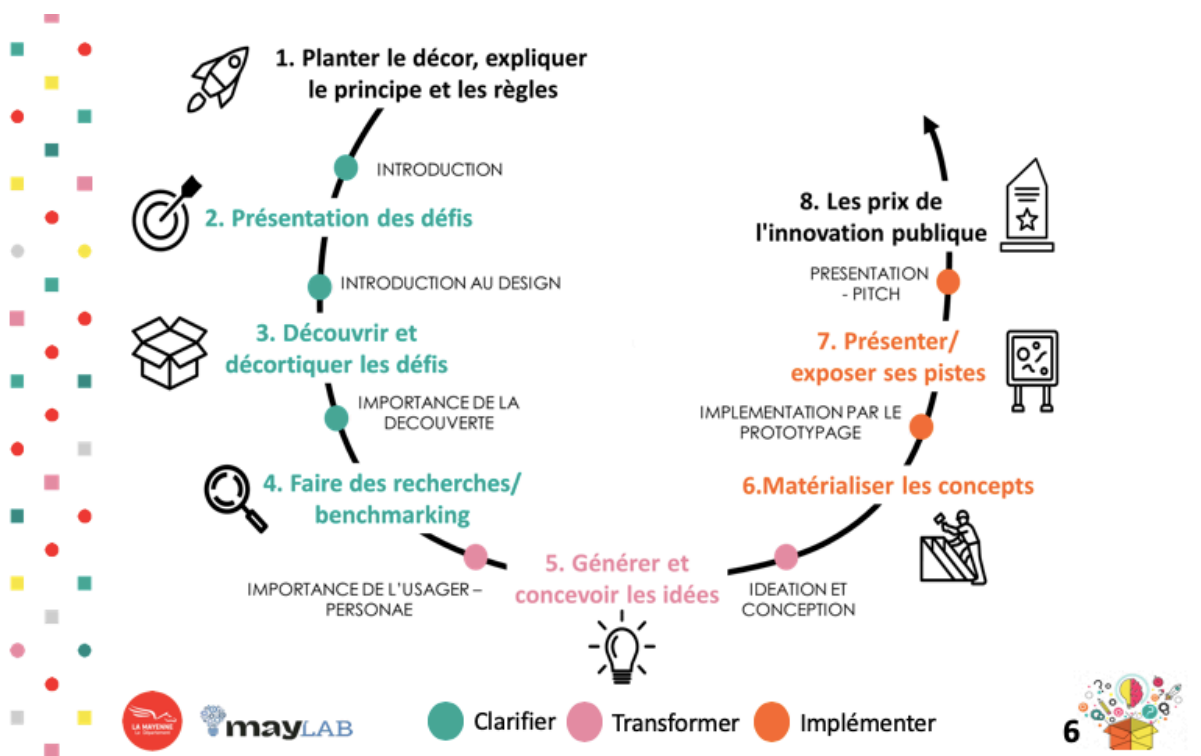 1. Planter le décor, expliquer
le principe et les règles
INTRODUCTION
2. Présentation des défis
INTRODUCTION AU DESIGN
3. Découvrir et
décortiquer les défis
IMPORTANCE DE LA
DECOUVERTE
4. Faire des recherches/
benchmarking
IMPORTANCE DE L'USAGER –
PERSONAE
5. Générer et
concevoir les idées
IDEATION ET
CONCEPTION
6.Matérialiser les concepts
IMPLEMENTATION PAR LE
PROTOTYPAGE
7. Présenter/
exposer ses pistes
PRESENTATION
- PITCH
8. Les prix de
l'innovation publique
LA MAYENNE
Le Département
mayLAB
Clarifier
Transformer
Implémenter
6